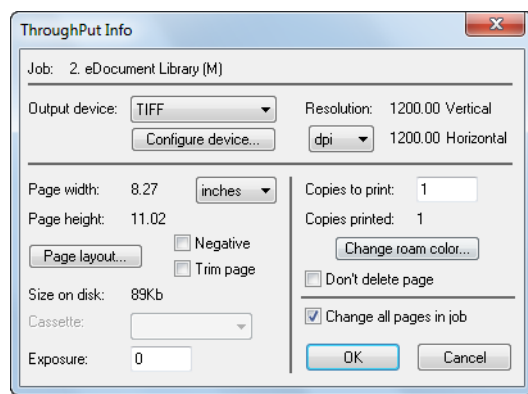 ThroughPut Info
Job: 2. eDocument Library (M)
Output device: TIFF
Configure device...
Resolution: 1200.00 Vertical
dpi 1200.00 Horizontal
Page width: 8.27 inches
Page height: 11.02
Negative
Page layout...
Trim page
Size on disk: 89Kb
Cassette:
Exposure: 0
Copies to print: 1
Copies printed: 1
Change roam color...
Don't delete page
Change all pages in job
OK Cancel